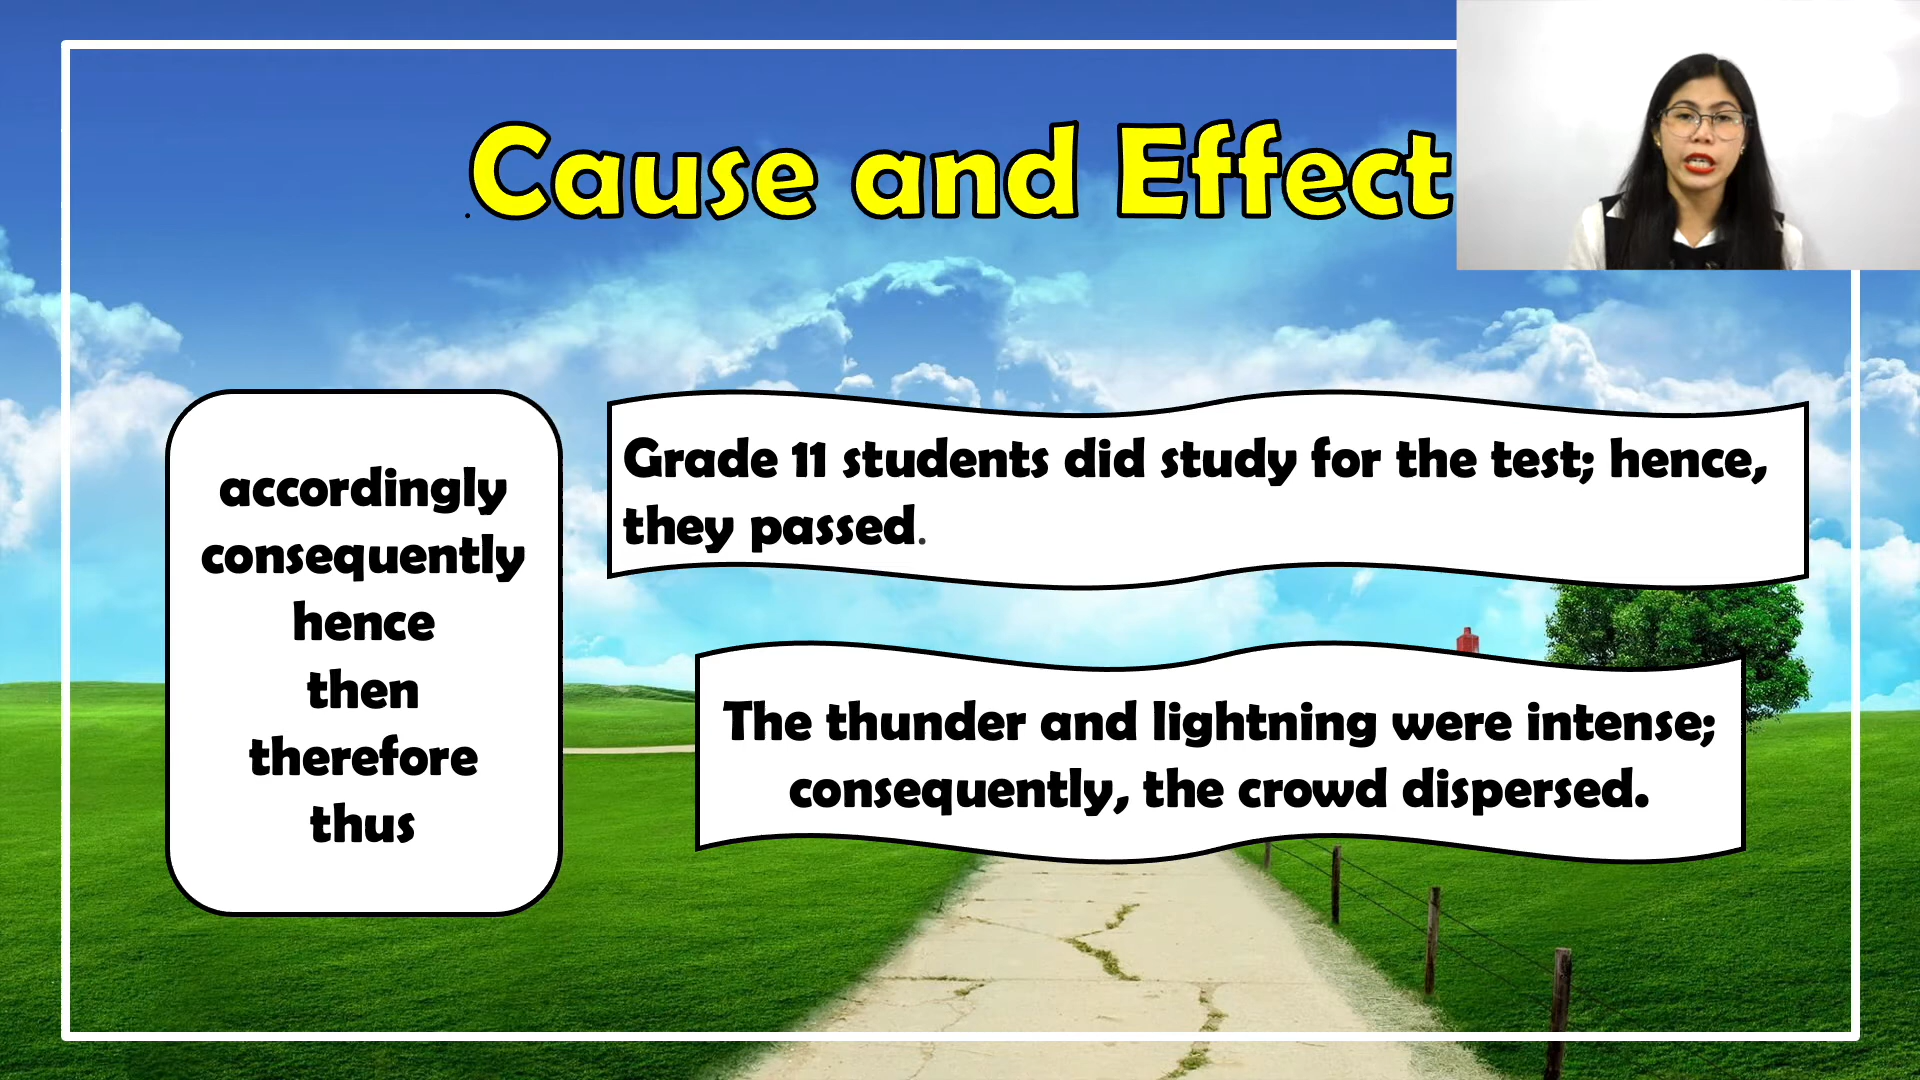 Cause and Effect
accordingly
consequently
hence
then
therefore
thus
Grade 11 students did study for the test; hence,
they passed.
The thunder and lightning were intense;
consequently, the crowd dispersed.